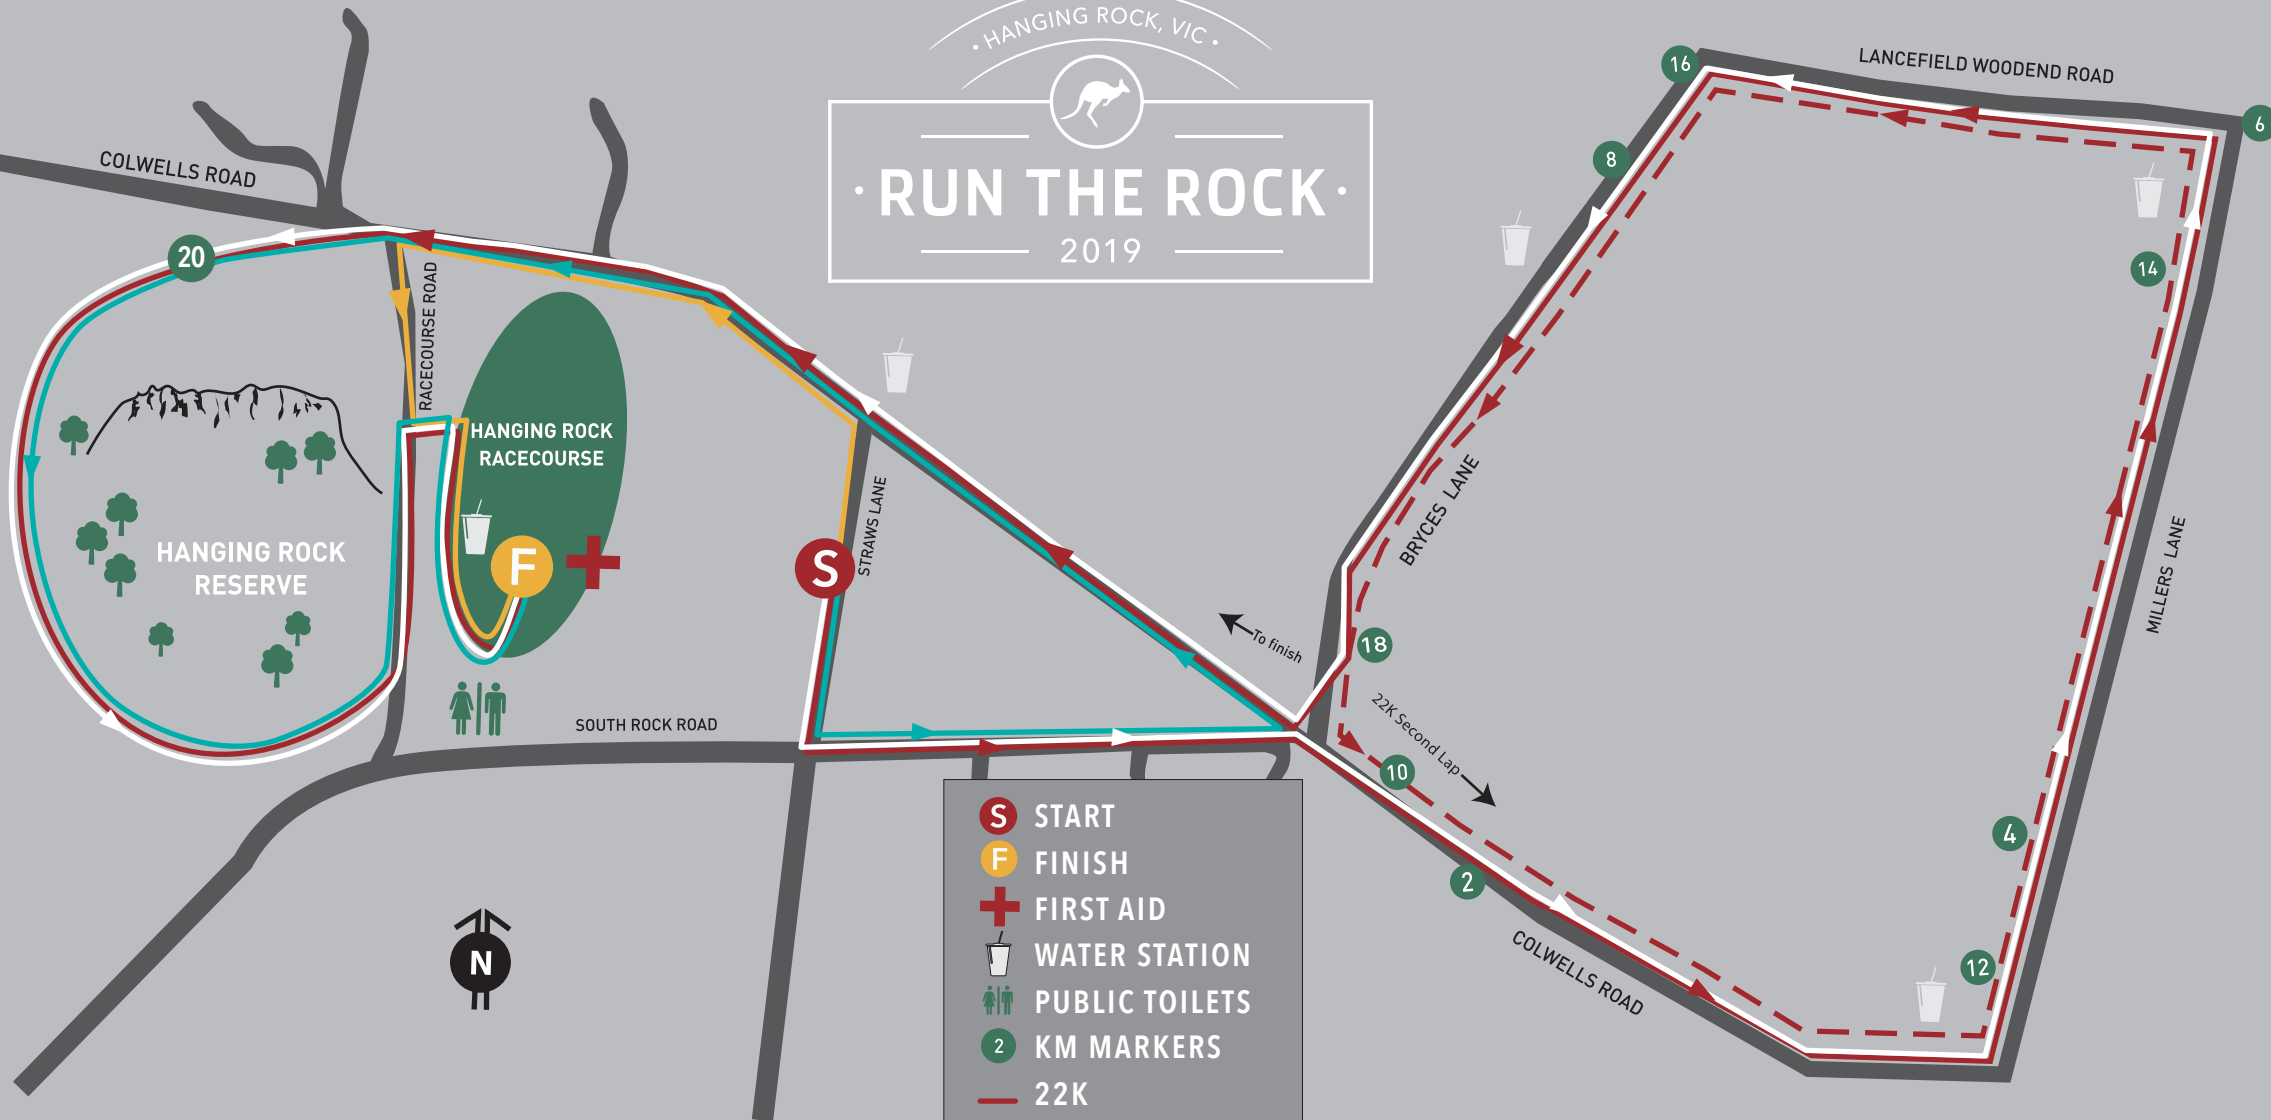 • HANGING ROCK, VIC •
• RUN THE ROCK •
2019
LANCEFIELD WOODEND ROAD
16
6
8
14
COLWELLS ROAD
20
RACECOURSE ROAD
HANGING ROCK
RACECOURSE
F
S
STRAWS LANE
HANGING ROCK
RESERVE
BRYCES LANE
MILLERS LANE
To finish
18
22K Second Lap
10
SOUTH ROCK ROAD
4
2
12
COLWELLS ROAD
N
S START
F FINISH
FIRST AID
WATER STATION
PUBLIC TOILETS
2 KM MARKERS
22K